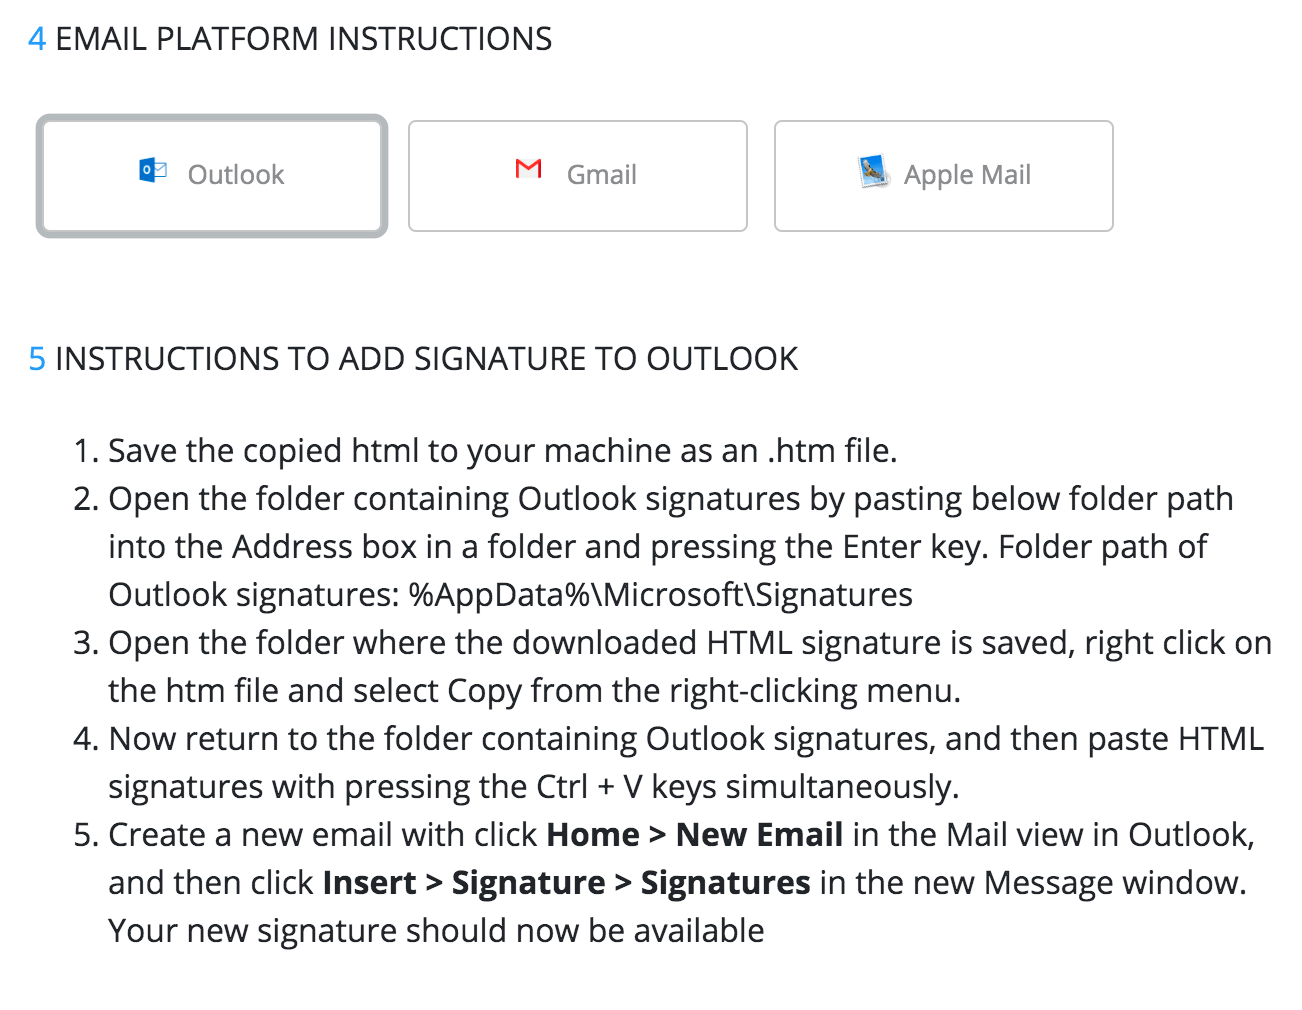 4 EMAIL PLATFORM INSTRUCTIONS
Outlook
Gmail
Apple Mail
5 INSTRUCTIONS TO ADD SIGNATURE TO OUTLOOK
1. Save the copied html to your machine as an .htm file.
2. Open the folder containing Outlook signatures by pasting below folder path
into the Address box in a folder and pressing the Enter key. Folder path of
Outlook signatures: %AppData%\Microsoft\Signatures
3. Open the folder where the downloaded HTML signature is saved, right click on
the htm file and select Copy from the right-clicking menu.
4. Now return to the folder containing Outlook signatures, and then paste HTML
signatures with pressing the Ctrl + V keys simultaneously.
5. Create a new email with click Home > New Email in the Mail view in Outlook,
and then click Insert > Signature > Signatures in the new Message window.
Your new signature should now be available